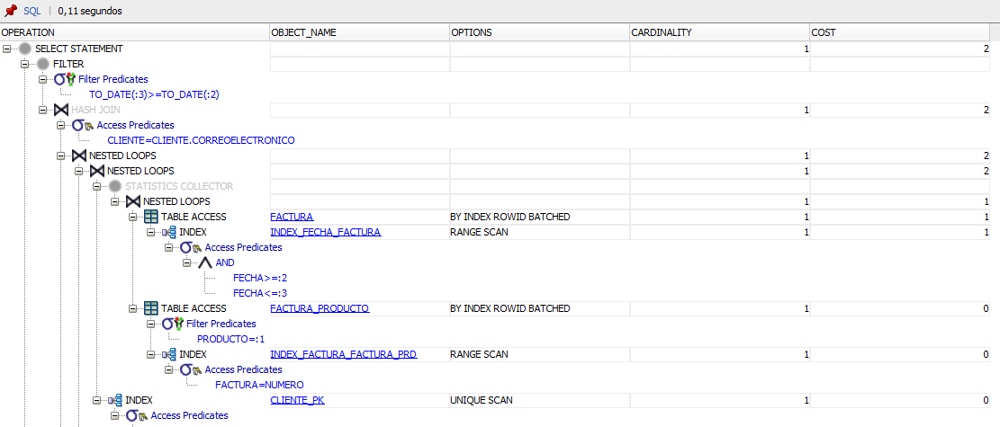 SQL | 0,11 segundos
OPERATION OBJECT_NAME OPTIONS CARDINALITY COST
SELECT STATEMENT 1 2
FILTER
Filter Predicates
TO_DATE(:3)>=TO_DATE(:2)
HASH JOIN 1 2
Access Predicates
CLIENTE=CLIENTE.CORREOELECTRONICO
NESTED LOOPS 1 2
NESTED LOOPS 1 2
STATISTICS COLLECTOR
NESTED LOOPS 1 1
TABLE ACCESS FACTURA BY INDEX ROWID BATCHED 1 1
INDEX INDEX_FECHA_FACTURA RANGE SCAN 1 1
Access Predicates
AND
FECHA>=:2
FECHA<=:3
TABLE ACCESS FACTURA_PRODUCTO BY INDEX ROWID BATCHED 1 0
Filter Predicates
PRODUCTO=:1
INDEX INDEX_FACTURA_FACTURA_PRD RANGE SCAN 1 0
Access Predicates
FACTURA=NUMERO
INDEX CLIENTE_PK UNIQUE SCAN 1 0
Access Predicates